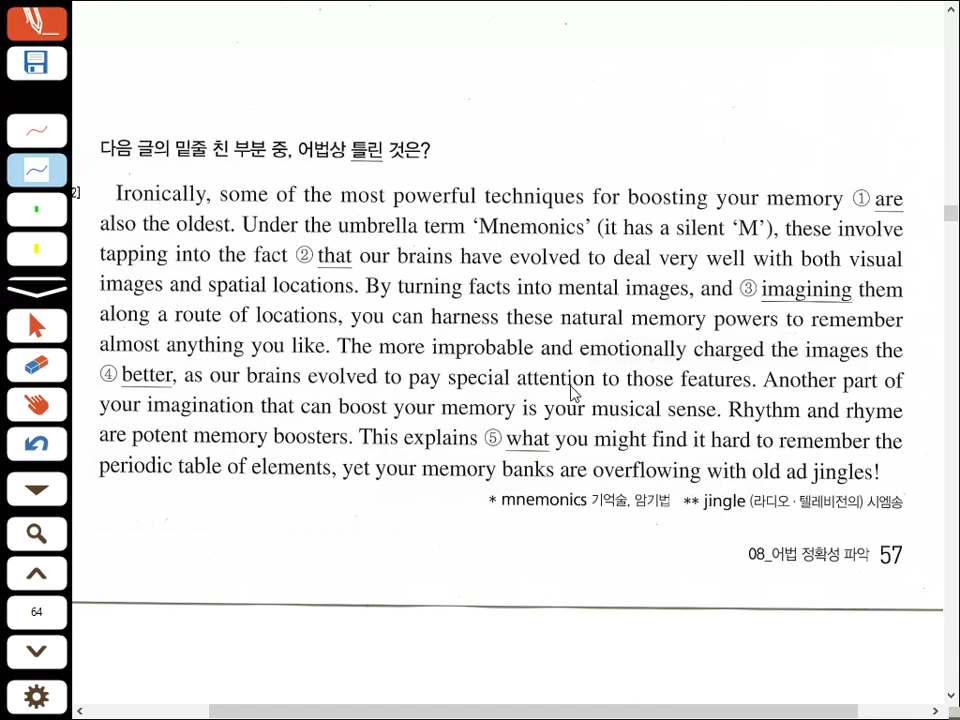 다음 글의 밑줄 친 부분 중, 어법상 틀린 것은?
2]
Ironically, some of the most powerful techniques for boosting your memory ① are
also the oldest. Under the umbrella term ‘Mnemonics’ (it has a silent ‘M’), these involve
tapping into the fact ② that our brains have evolved to deal very well with both visual
images and spatial locations. By turning facts into mental images, and ③ imagining them
along a route of locations, you can harness these natural memory powers to remember
almost anything you like. The more improbable and emotionally charged the images the
④ better, as our brains evolved to pay special attention to those features. Another part of
your imagination that can boost your memory is your musical sense. Rhythm and rhyme
are potent memory boosters. This explains ⑤ what you might find it hard to remember the
periodic table of elements, yet your memory banks are overflowing with old ad jingles!
* mnemonics 기억술, 암기법 ** jingle (라디오·텔레비전의) 시엠송
08_어법 정확성 파악 57
64